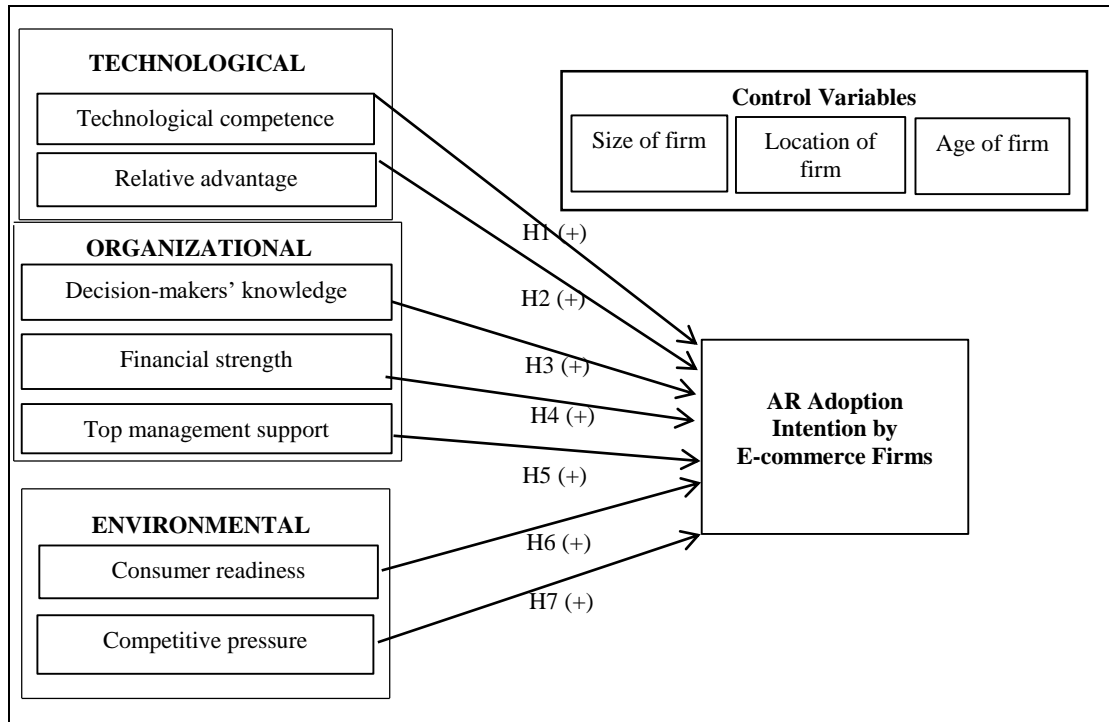 TECHNOLOGICAL
Technological competence
Relative advantage
Control Variables
Size of firm
Location of
firm
Age of firm
ORGANIZATIONAL
Decision-makers’ knowledge
Financial strength
Top management support
ENVIRONMENTAL
Consumer readiness
Competitive pressure
H1 (+)
H2 (+)
H3 (+)
H4 (+)
H5 (+)
H6 (+)
H7 (+)
AR Adoption
Intention by
E-commerce Firms